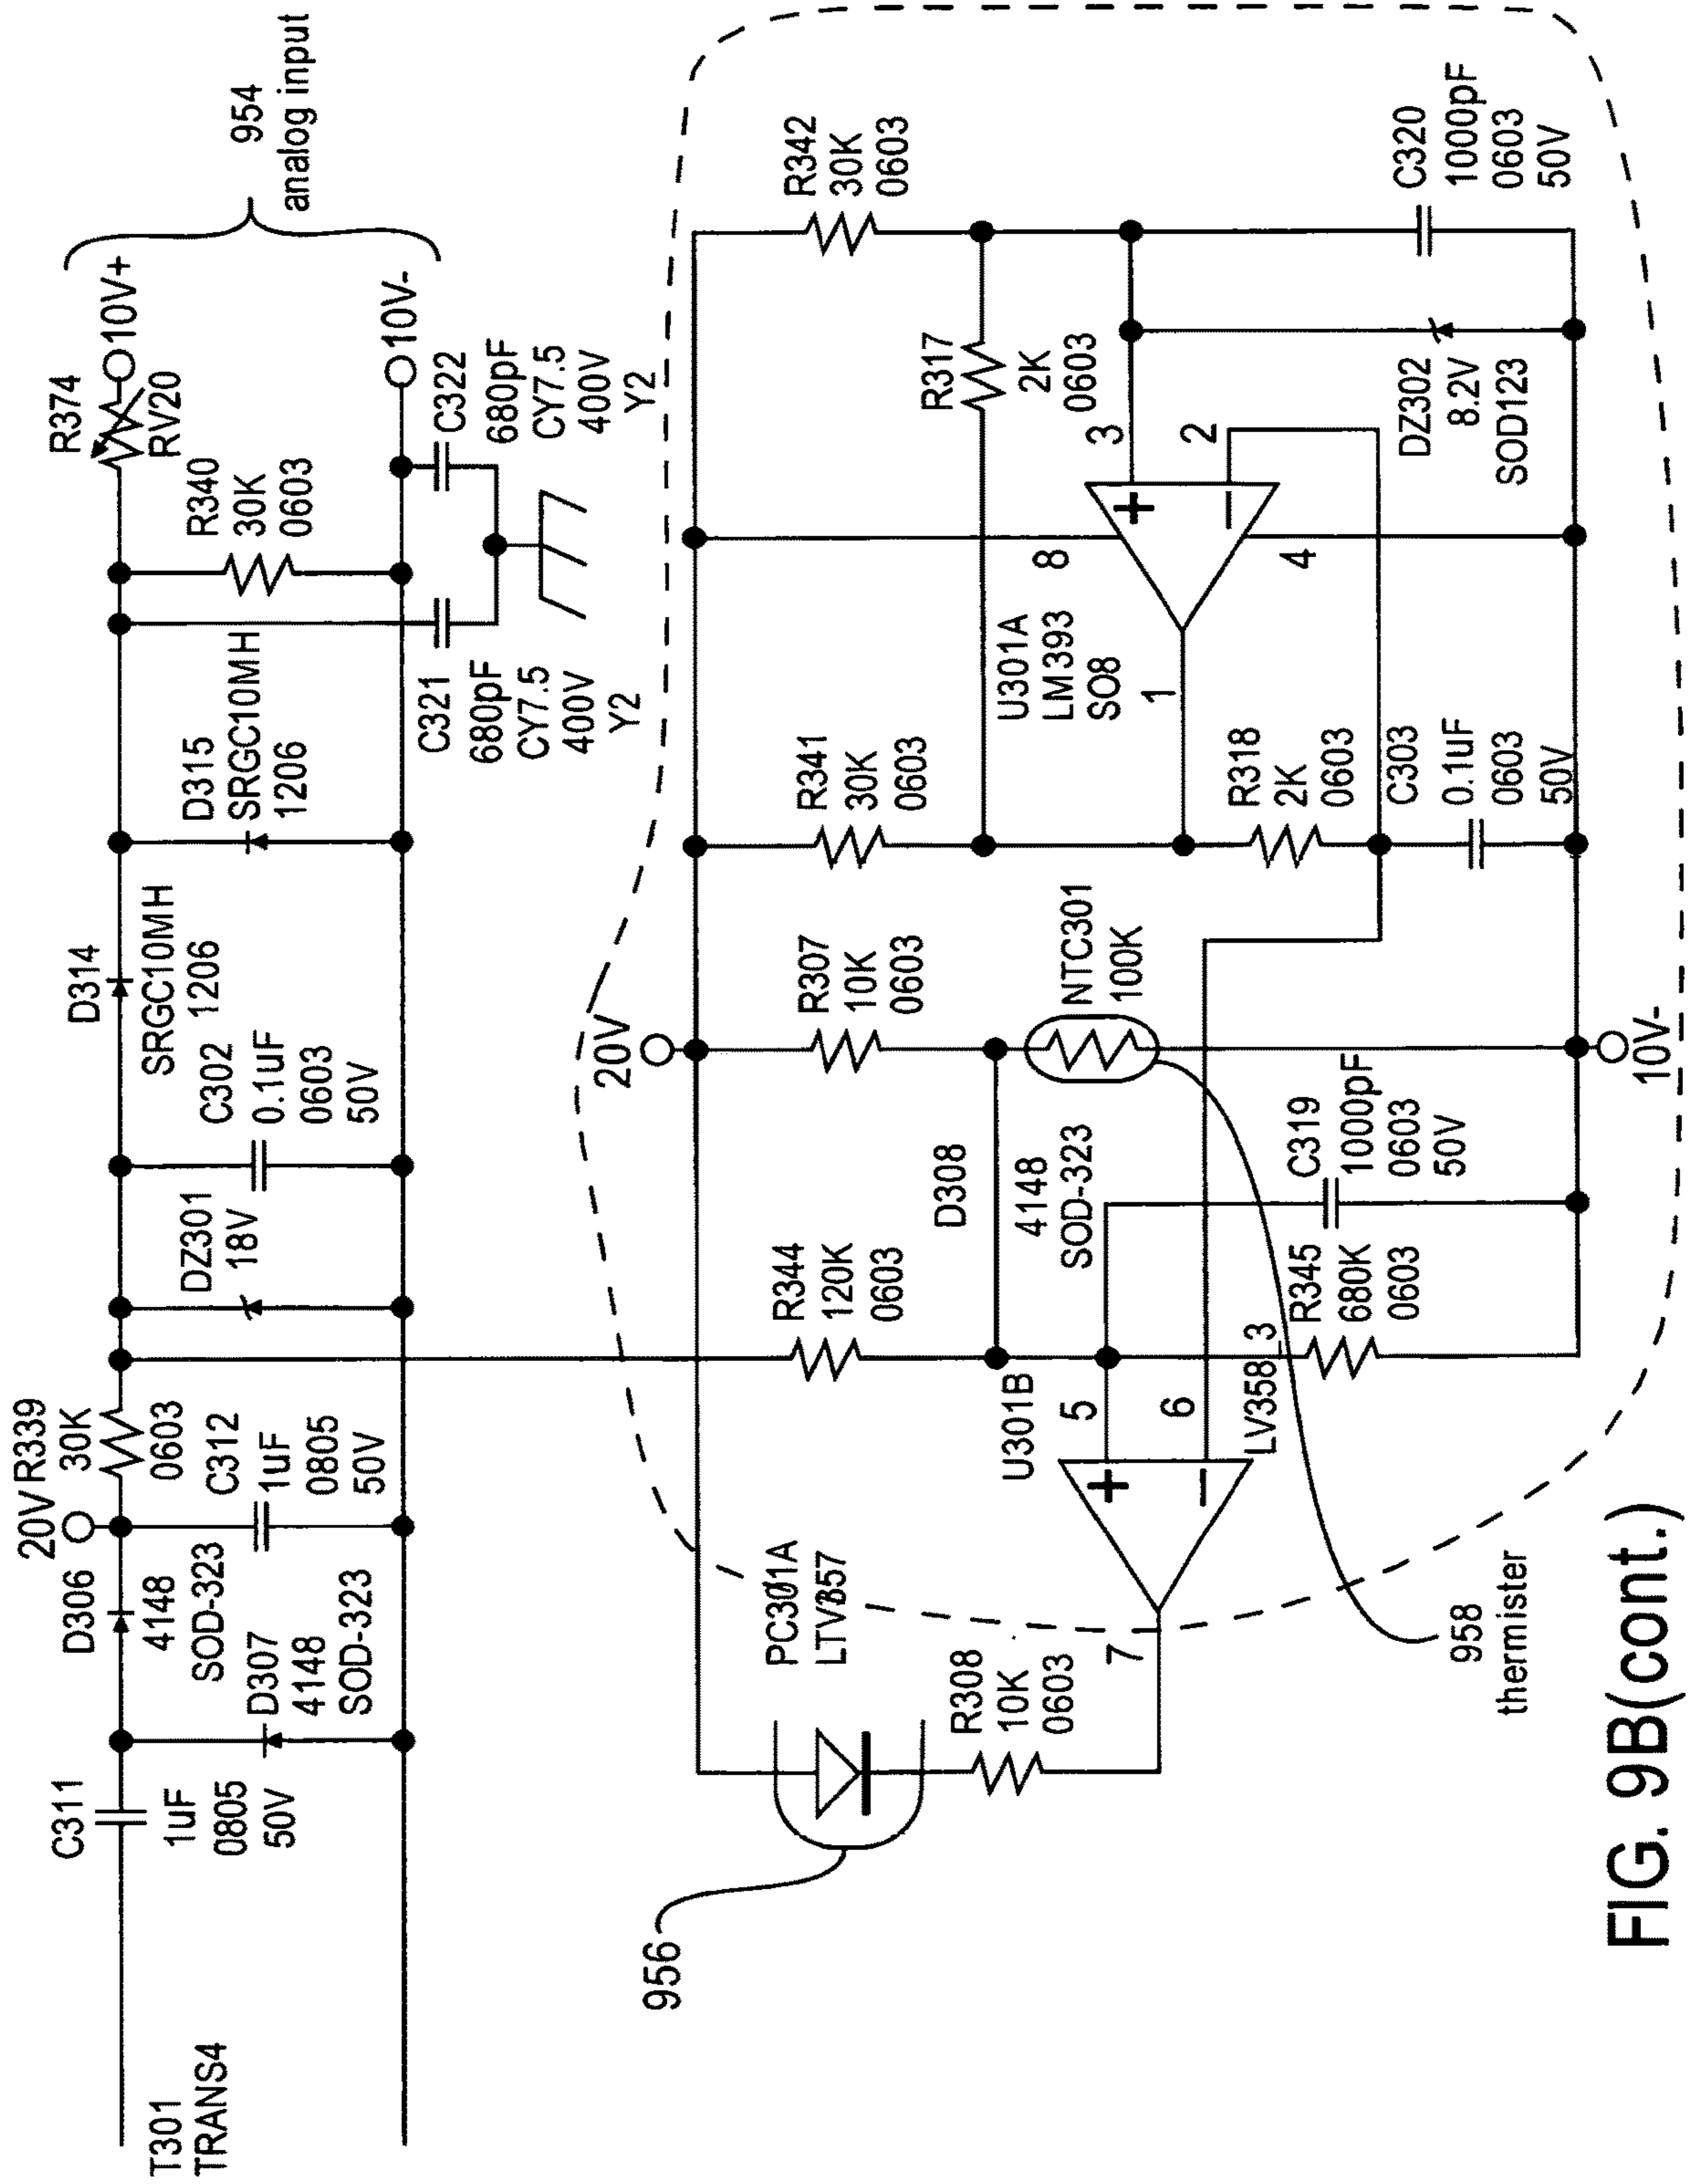 T301
TRANS4
C311
1uF
0805
50V
D306
4148
SOD-323
D307
4148
SOD-323
20V
R339
30K
0603
C312
1uF
0805
50V
DZ301
18V
C302
0.1uF
0603
50V
D314
SRGC10MH
1206
D315
SRGC10MH
1206
C321
680pF
CY7.5
400V
Y2
R340
30K
0603
R374
RV20
10V+
10V-
C322
680pF
CY7.5
400V
Y2
954
analog input
956
PC301A
R308
10K
0603
7
U301B
5
6
+
−
LV358
3
R344
120K
0603
R345
680K
0603
D308
4148
SOD-323
C319
1000pF
0603
50V
20V
R307
10K
0603
NTC301
100K
10V-
R341
30K
0603
R318
2K
0603
C303
0.1uF
0603
50V
U301A
LM393
SO8
1
8
4
+
−
3
2
R317
2K
0603
R342
30K
0603
DZ302
8.2V
SOD123
C320
1000pF
0603
50V
958
thermister
FIG. 9B(cont.)